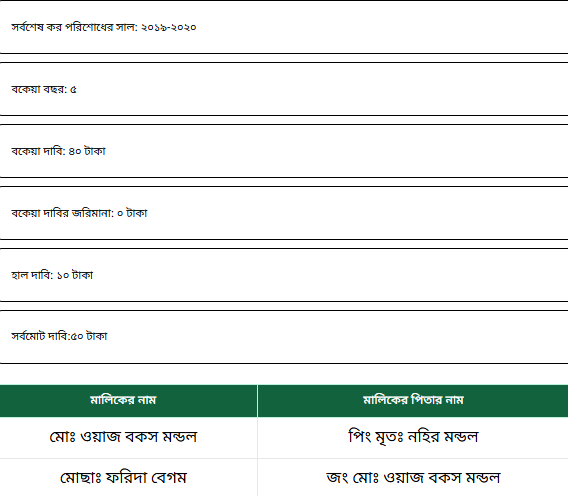 সর্বশেষ কর পরিশোধের সাল: ২০১৯-২০২০
বকেয়া বছর: ৫
বকেয়া দাবি: ৪০ টাকা
বকেয়া দাবির জরিমানা: ০ টাকা
হাল দাবি: ১০ টাকা
সর্বমোট দাবি:৫০ টাকা
মালিকের নাম মালিকের পিতার নাম
মোঃ ওয়াজ বকস মন্ডল পিং মৃতঃ নহির মন্ডল
মোছাঃ ফরিদা বেগম জং মোঃ ওয়াজ বকস মন্ডল